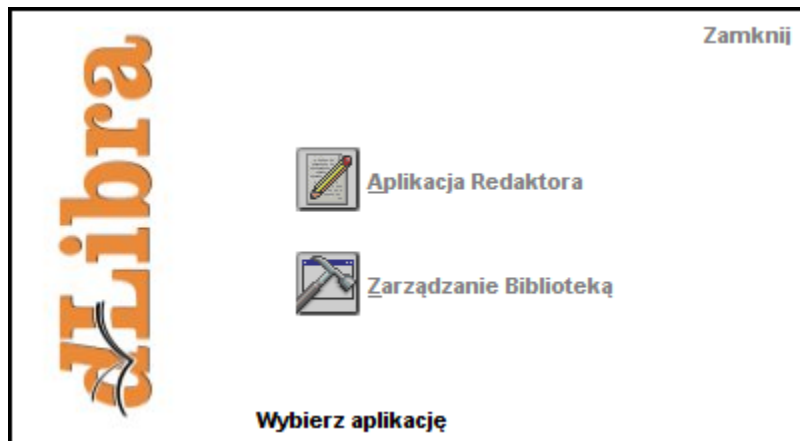 dLibra
Zamknij
Aplikacja Redaktora
Zarządzanie Biblioteką
Wybierz aplikację